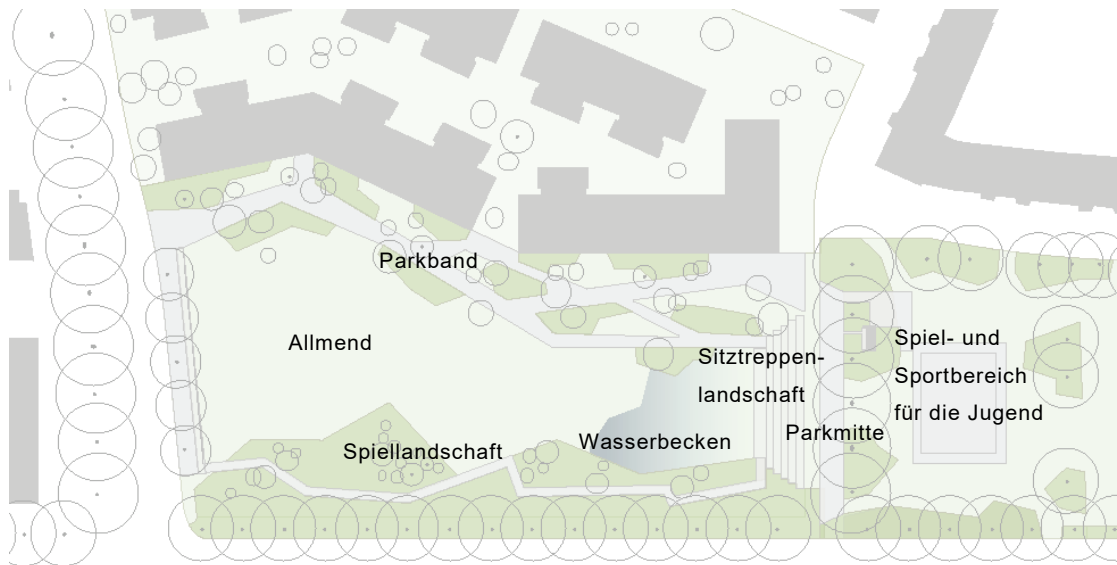 Parkband
Allmend
Spiel- und
Sportbereich
für die Jugend
Sitztreppen-
landschaft
Parkmitte
Wasserbecken
Spiellandschaft